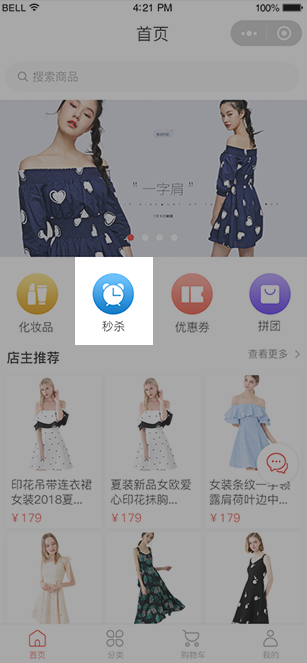 BELL 4:21 PM 100%
首页
搜索商品
" 一字肩 "
化妆品 秒杀 优惠券 拼团
店主推荐 查看更多 >
印花吊带连衣裙 夏装新品女欧爱 女装条纹一字领
女装2018夏... 心印花抹胸... 露肩荷叶边中...
￥179 ￥179 ￥179
首页 分类 购物车 我的